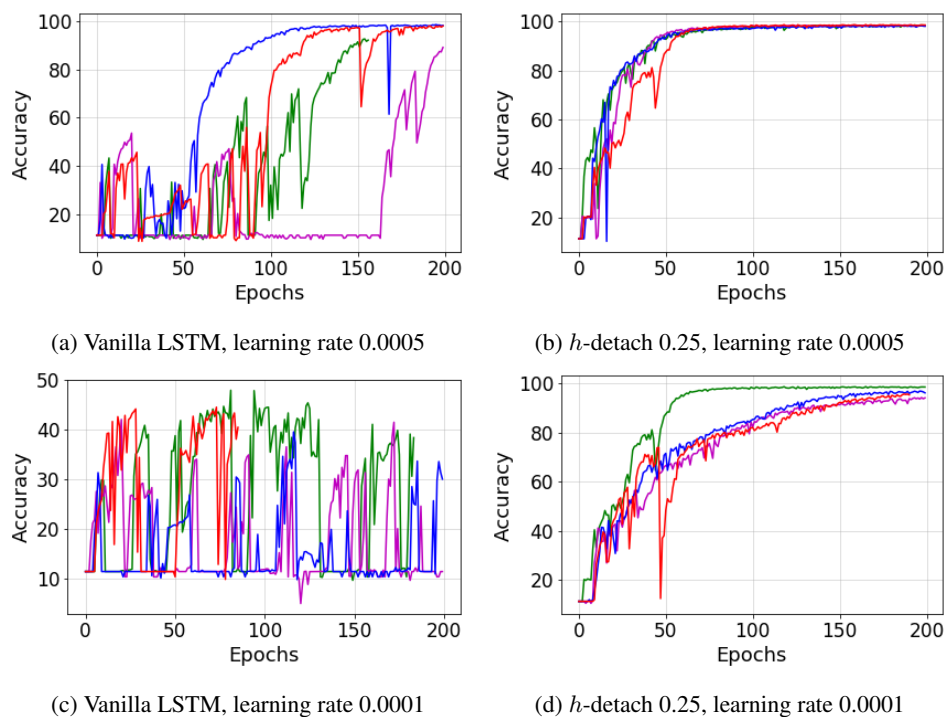 100
80
60
40
20
Accuracy
0 50 100 150 200
Epochs
(a) Vanilla LSTM, learning rate 0.0005
100
80
60
40
20
Accuracy
0 50 100 150 200
Epochs
(b) h-detach 0.25, learning rate 0.0005
50
40
30
20
10
Accuracy
0 50 100 150 200
Epochs
(c) Vanilla LSTM, learning rate 0.0001
100
80
60
40
20
Accuracy
0 50 100 150 200
Epochs
(d) h-detach 0.25, learning rate 0.0001